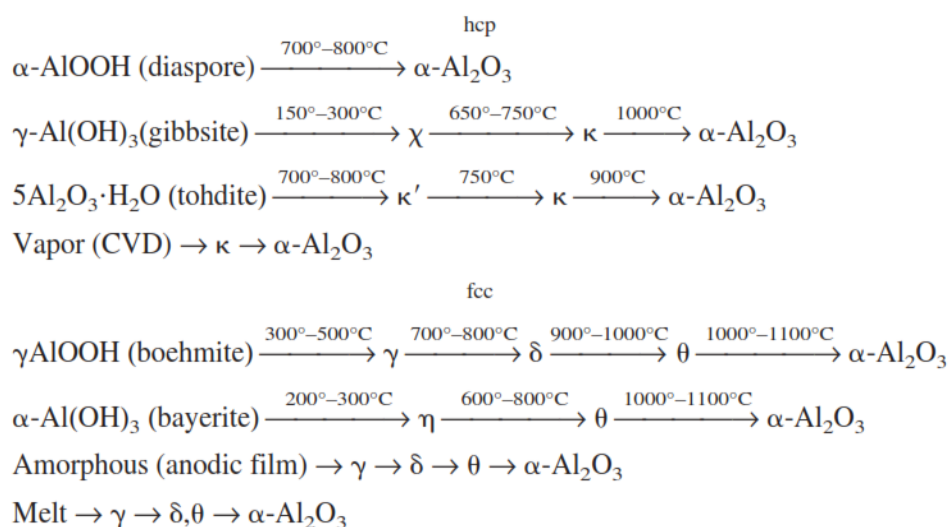 hcp
α-AlOOH (diaspore) —700°–800°C→ α-Al₂O₃
γ-Al(OH)₃(gibbsite) —150°–300°C→ χ —650°–750°C→ κ —1000°C→ α-Al₂O₃
5Al₂O₃·H₂O (tohdite) —700°–800°C→ κ′ —750°C→ κ —900°C→ α-Al₂O₃
Vapor (CVD) → κ → α-Al₂O₃
fcc
γAlOOH (boehmite) —300°–500°C→ γ —700°–800°C→ δ —900°–1000°C→ θ —1000°–1100°C→ α-Al₂O₃
α-Al(OH)₃ (bayerite) —200°–300°C→ η —600°–800°C→ θ —1000°–1100°C→ α-Al₂O₃
Amorphous (anodic film) → γ → δ → θ → α-Al₂O₃
Melt → γ → δ,θ → α-Al₂O₃